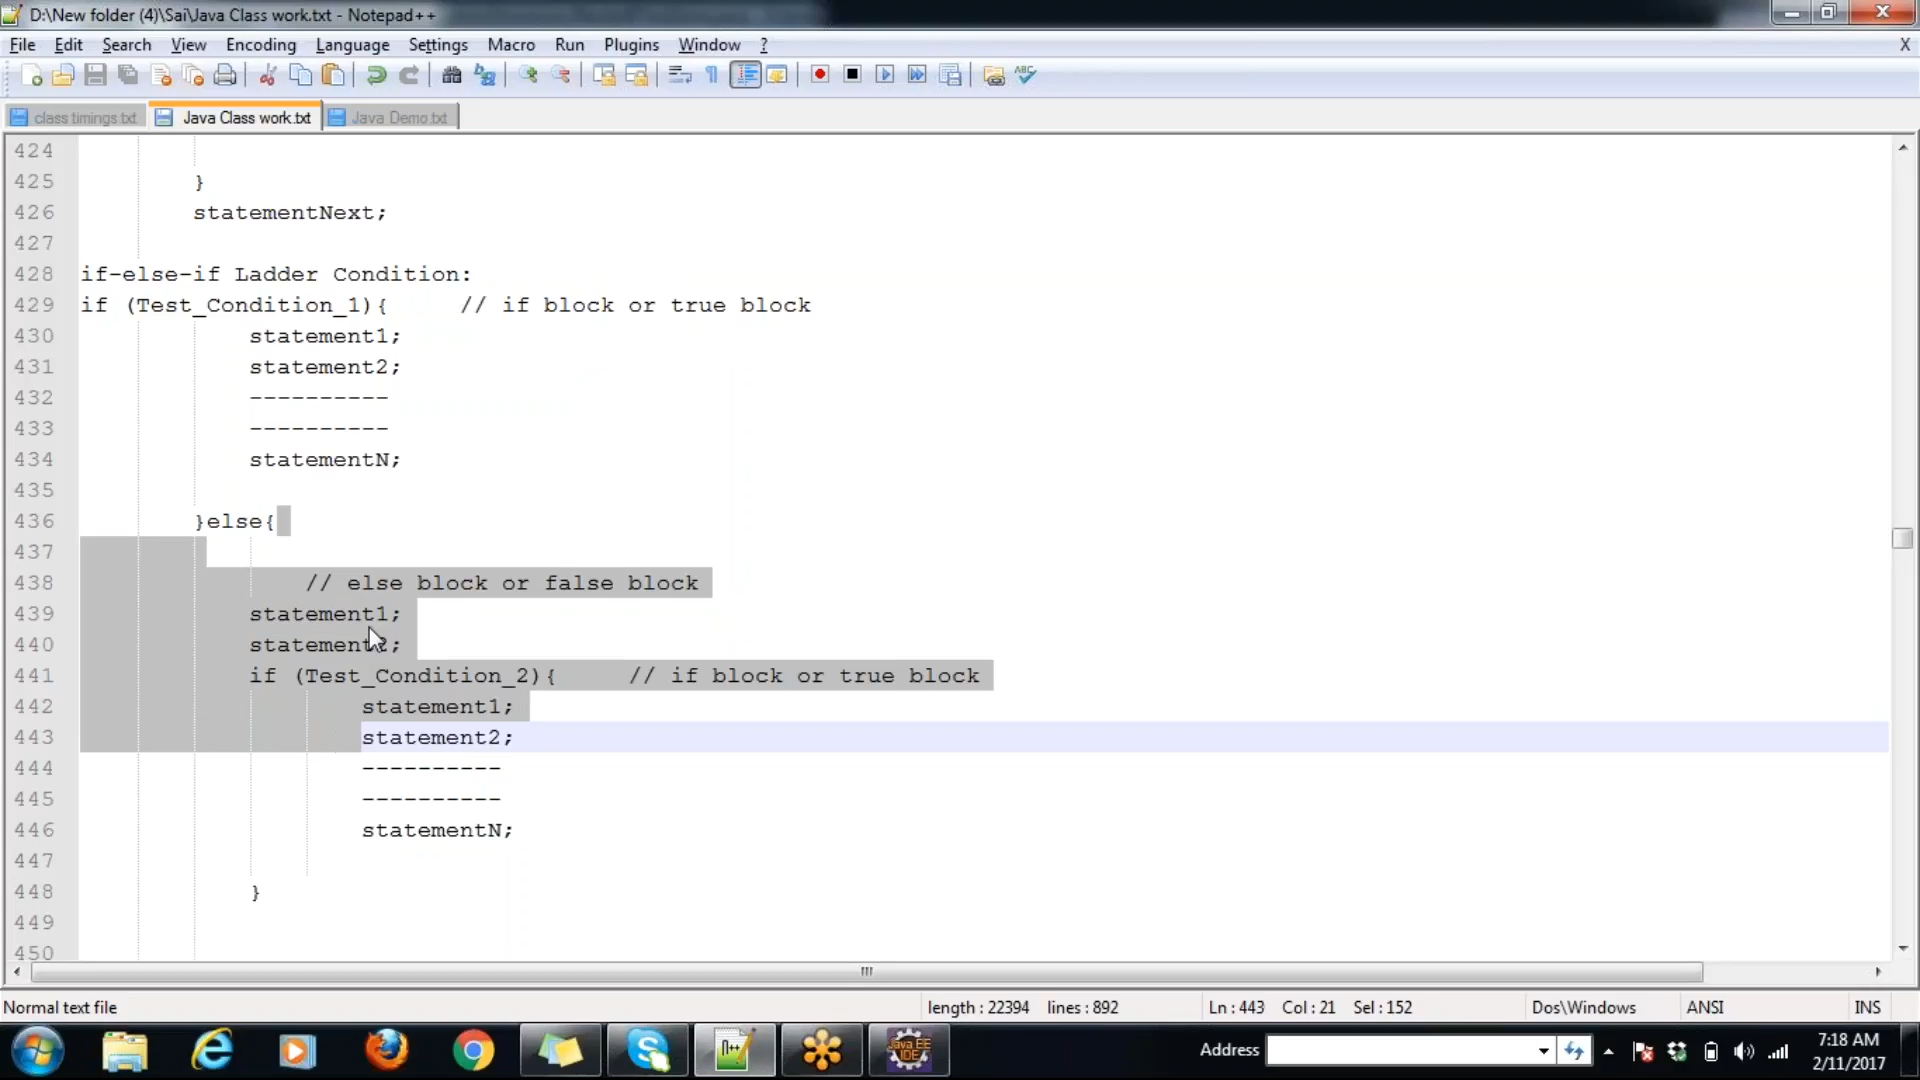 D:\New folder (4)\Sai\Java Class work.txt - Notepad++
File Edit Search View Encoding Language Settings Macro Run Plugins Window ? X
class timings.txt Java Class work.txt Java Demo.txt
424
425 }
426 statementNext;
427
428 if-else-if Ladder Condition:
429 if (Test_Condition_1){ // if block or true block
430 statement1;
431 statement2;
432 ----------
433 ----------
434 statementN;
435
436 }else{
437
438 // else block or false block
439 statement1;
440 statement2;
441 if (Test_Condition_2){ // if block or true block
442 statement1;
443 statement2;
444 ----------
445 ----------
446 statementN;
447
448 }
449
450
Normal text file length : 22394 lines : 892 Ln : 443 Col : 21 Sel : 152 Dos\Windows ANSI INS
Address 7:18 AM
2/11/2017
Java EE
IDE